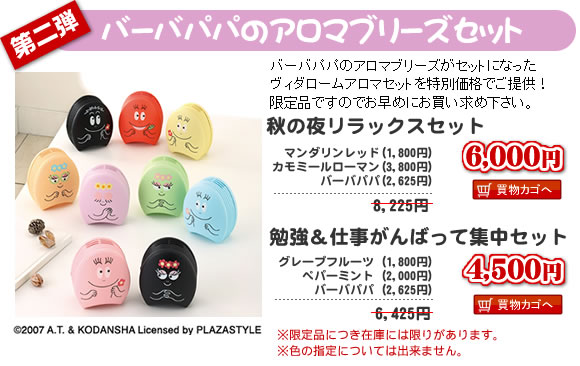 第二弾
バーバパパのアロマブリーズセット
バーバパパのアロマブリーズがセットになった
ヴィダロームアロマセットを特別価格でご提供！
限定品ですのでお早めにお買い求め下さい。
秋の夜リラックスセット
マンダリンレッド(1,800円)
カモミールローマン(3,800円)
バーバパパ(2,625円)
8,225円
6,000円
買物カゴへ
勉強＆仕事がんばって集中セット
グレープフルーツ (1,800円)
ペパーミント (2,000円)
バーバパパ (2,625円)
6,425円
4,500円
買物カゴへ
※限定品につき在庫には限りがあります。
※色の指定については出来ません。
©2007 A.T. & KODANSHA Licensed by PLAZASTYLE